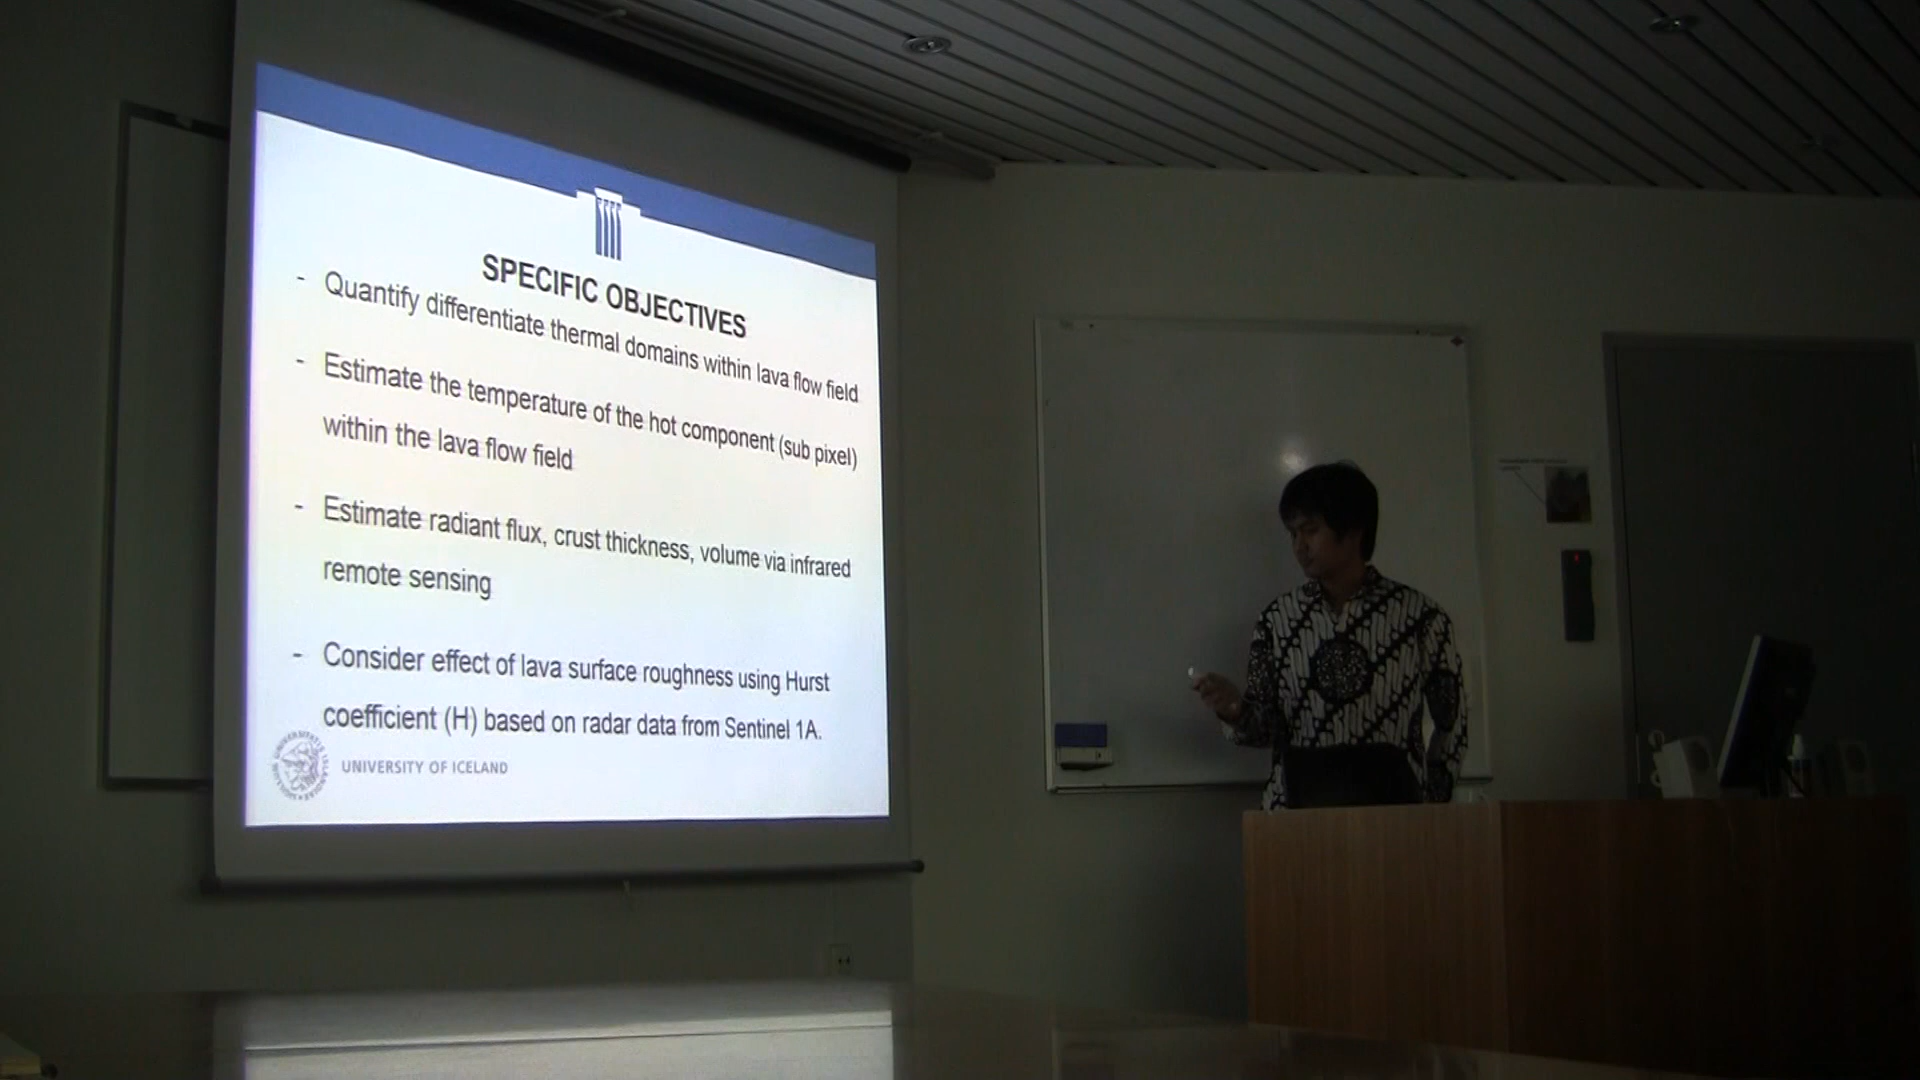 SPECIFIC OBJECTIVES
- Quantify differentiate thermal domains within lava flow field
- Estimate the temperature of the hot component (sub pixel)
within the lava flow field
- Estimate radiant flux, crust thickness, volume via infrared
remote sensing
- Consider effect of lava surface roughness using Hurst
coefficient (H) based on radar data from Sentinel 1A.
UNIVERSITY OF ICELAND